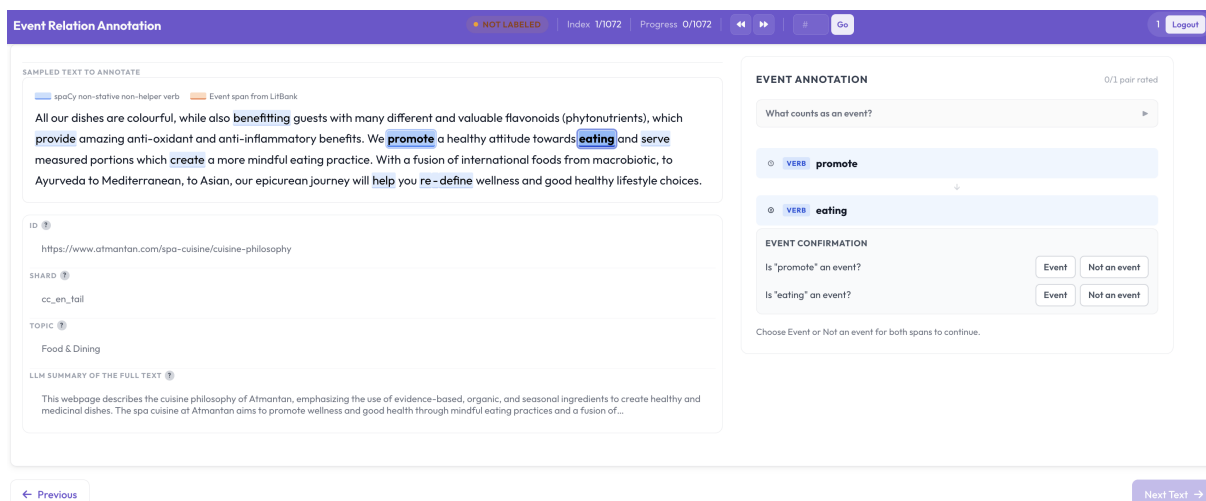 Event Relation Annotation
NOT LABELED
Index 1/1072
Progress 0/1072
#
Go
1
Logout
SAMPLED TEXT TO ANNOTATE
spaCy non-stative non-helper verb
Event span from LitBank
All our dishes are colourful, while also benefitting guests with many different and valuable flavonoids (phytonutrients), which
provide amazing anti-oxidant and anti-inflammatory benefits. We promote a healthy attitude towards eating and serve
measured portions which create a more mindful eating practice. With a fusion of international foods from macrobiotic, to
Ayurveda to Mediterranean, to Asian, our epicurean journey will help you re-define wellness and good healthy lifestyle choices.
ID ?
https://www.atmantan.com/spa-cuisine/cuisine-philosophy
SHARD ?
cc_en_tail
TOPIC ?
Food & Dining
LLM SUMMARY OF THE FULL TEXT ?
This webpage describes the cuisine philosophy of Atmantan, emphasizing the use of evidence-based, organic, and seasonal ingredients to create healthy and
medicinal dishes. The spa cuisine at Atmantan aims to promote wellness and good health through mindful eating practices and a fusion of…
EVENT ANNOTATION
0/1 pair rated
What counts as an event?
VERB promote
VERB eating
EVENT CONFIRMATION
Is "promote" an event?
Event
Not an event
Is "eating" an event?
Event
Not an event
Choose Event or Not an event for both spans to continue.
← Previous
Next Text →